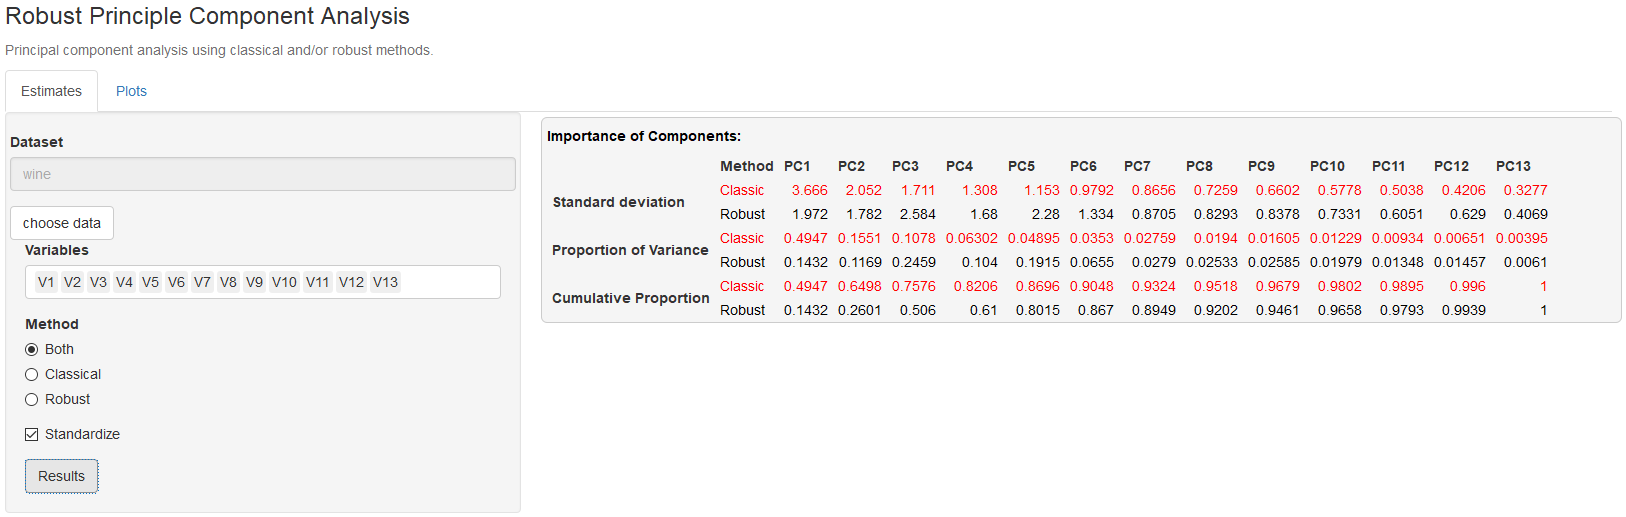 Robust Principle Component Analysis
Principal component analysis using classical and/or robust methods.
Estimates Plots
Dataset
wine
choose data
Variables
V1 V2 V3 V4 V5 V6 V7 V8 V9 V10 V11 V12 V13
Method
Both
Classical
Robust
Standardize
Results
Importance of Components:
Method PC1 PC2 PC3 PC4 PC5 PC6 PC7 PC8 PC9 PC10 PC11 PC12 PC13
Standard deviation
Classic 3.666 2.052 1.711 1.308 1.153 0.9792 0.8656 0.7259 0.6602 0.5778 0.5038 0.4206 0.3277
Robust 1.972 1.782 2.584 1.68 2.28 1.334 0.8705 0.8293 0.8378 0.7331 0.6051 0.629 0.4069
Proportion of Variance
Classic 0.4947 0.1551 0.1078 0.06302 0.04895 0.0353 0.02759 0.0194 0.01605 0.01229 0.00934 0.00651 0.00395
Robust 0.1432 0.1169 0.2459 0.104 0.1915 0.0655 0.0279 0.02533 0.02585 0.01979 0.01348 0.01457 0.0061
Cumulative Proportion
Classic 0.4947 0.6498 0.7576 0.8206 0.8696 0.9048 0.9324 0.9518 0.9679 0.9802 0.9895 0.996 1
Robust 0.1432 0.2601 0.506 0.61 0.8015 0.867 0.8949 0.9202 0.9461 0.9658 0.9793 0.9939 1